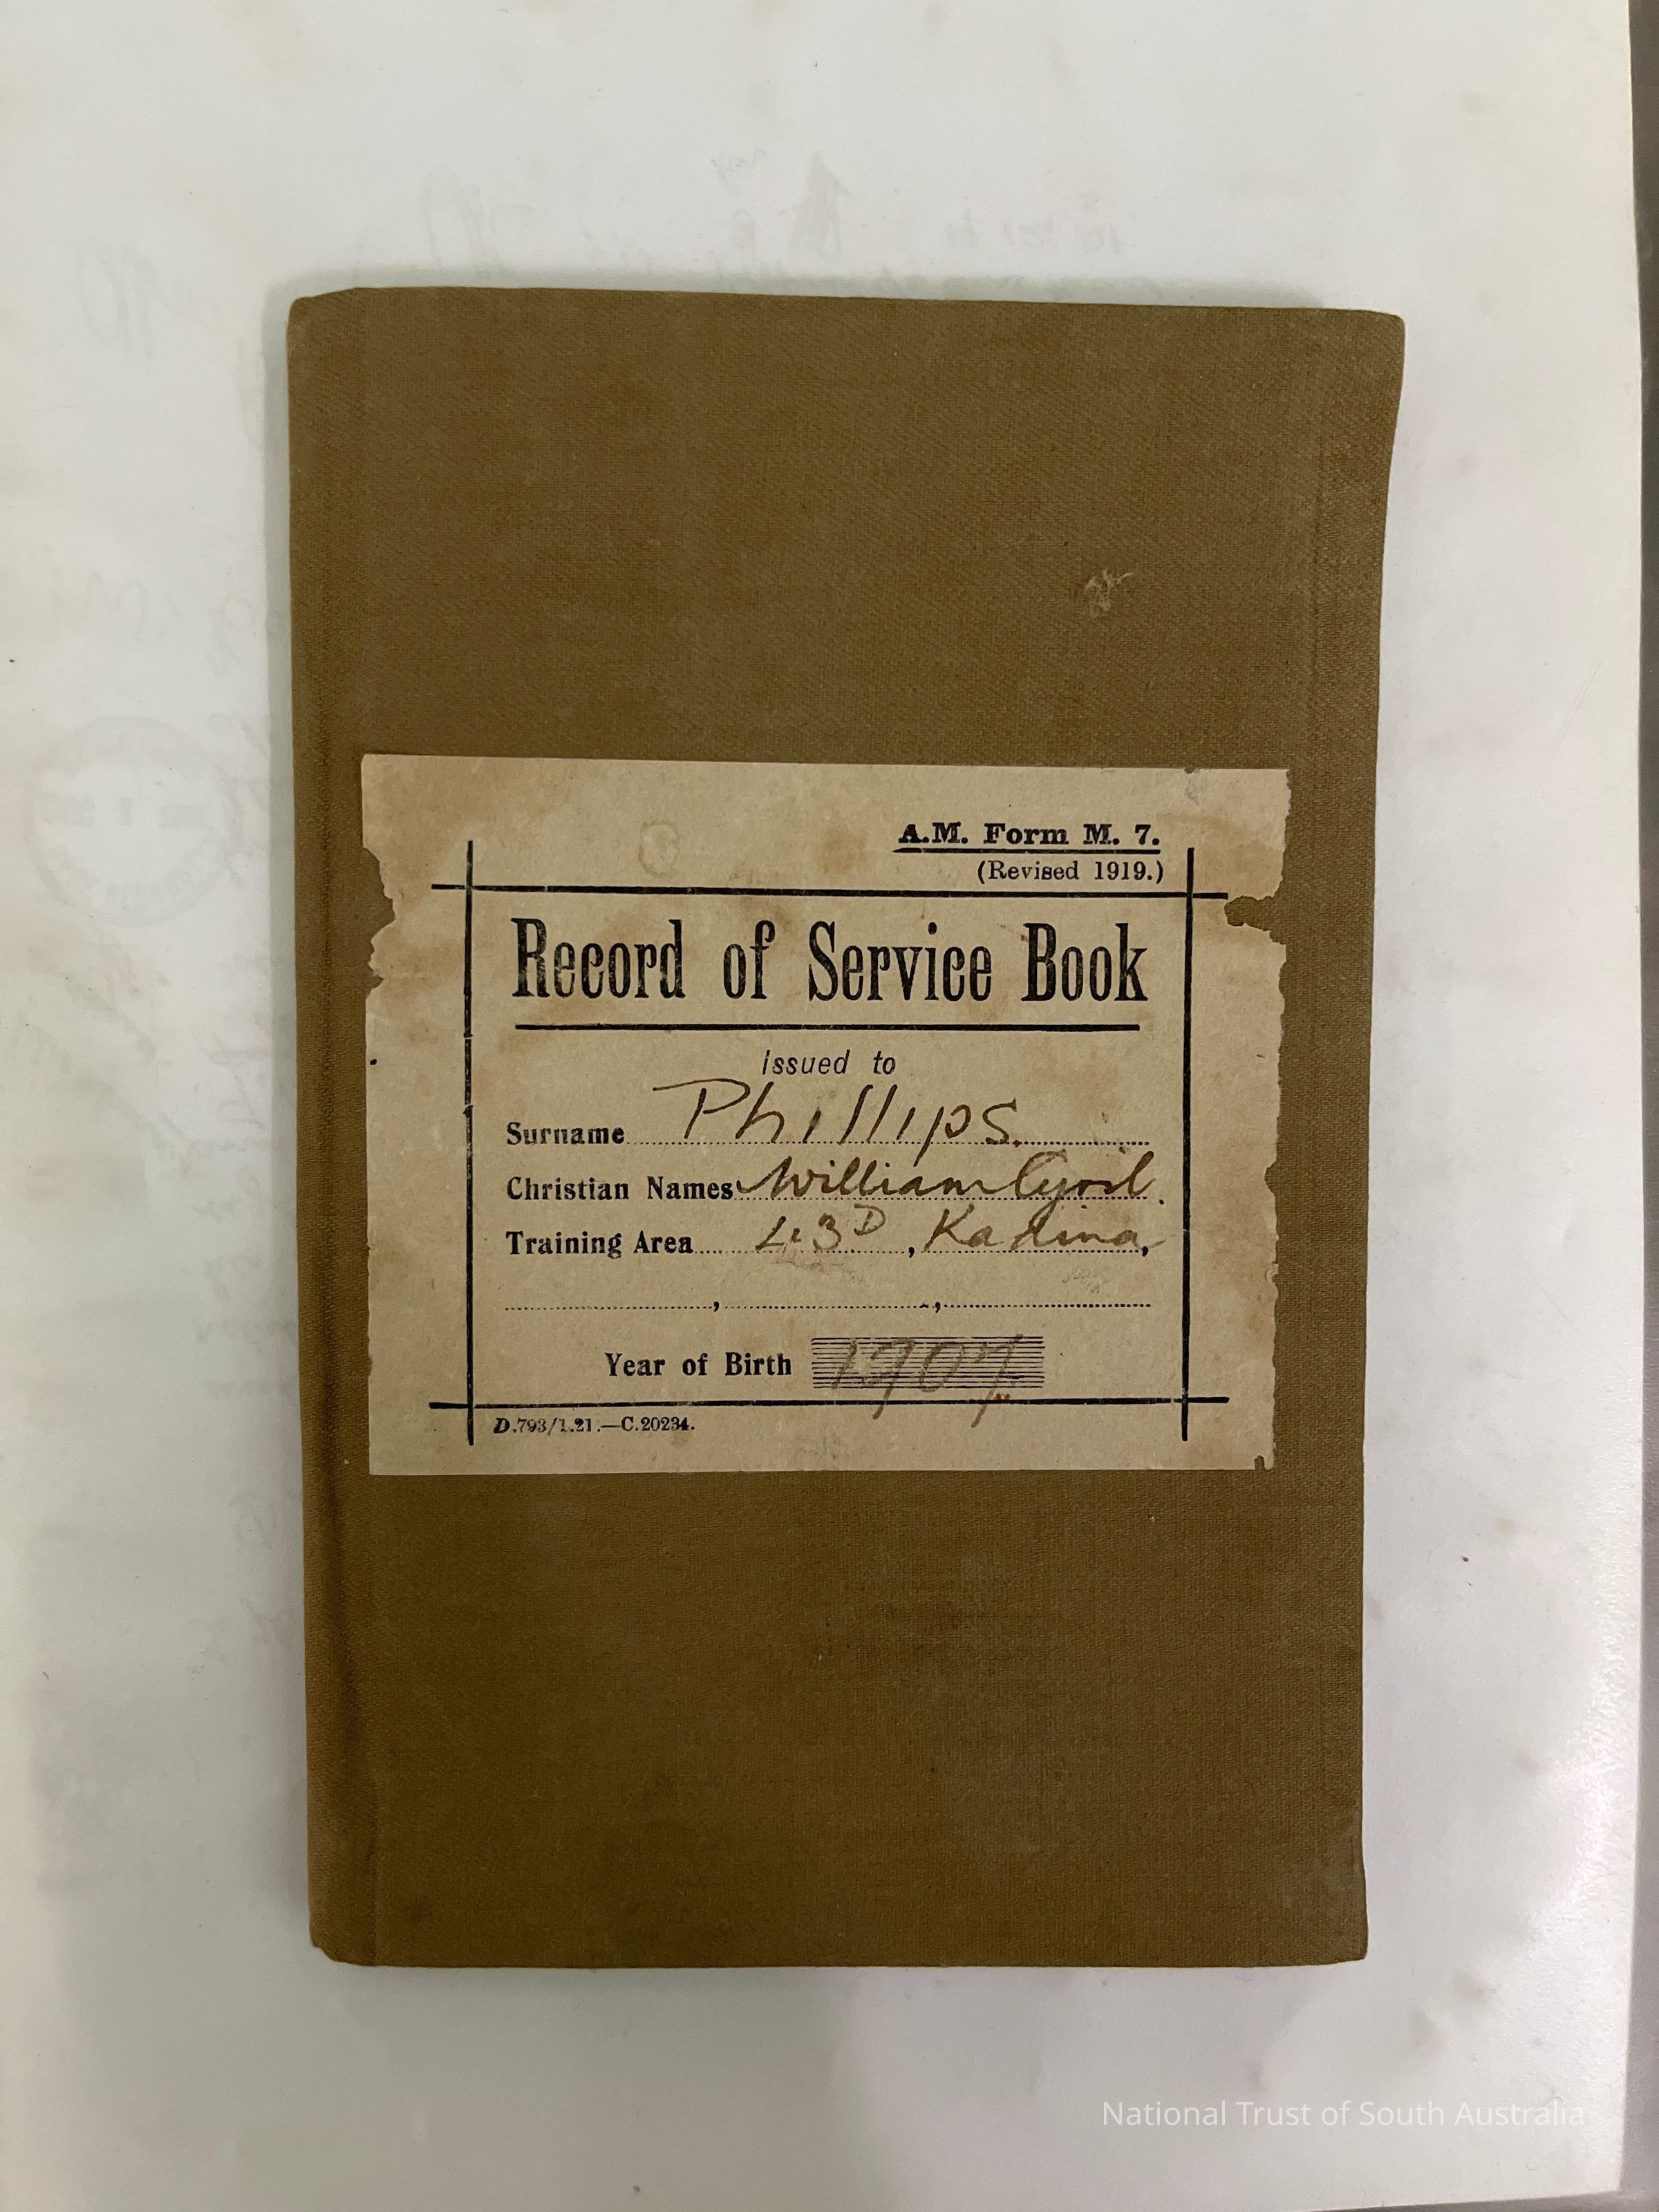 A.M. Form M. 7.
(Revised 1919.)
Record of Service Book
issued to
Surname Phillips.
Christian Names William Cyril.
Training Area 43D, Kadina,
Year of Birth 1907
D.793/1.21.—C.20234.
National Trust of South Australia